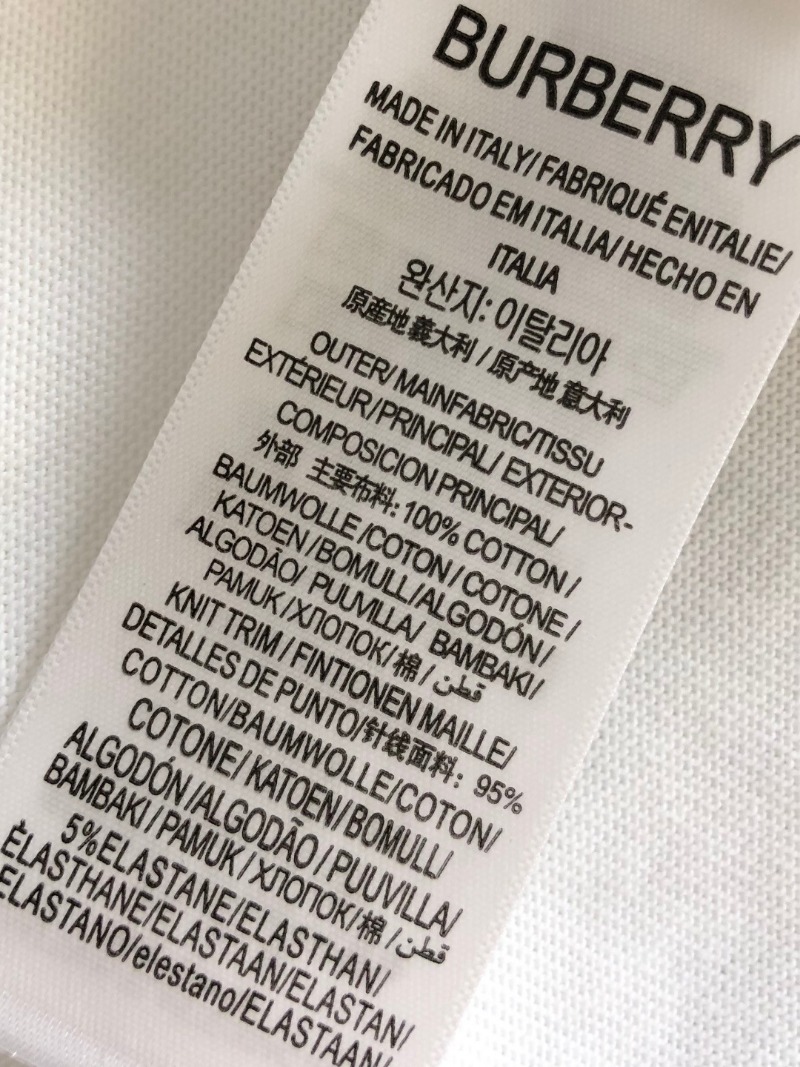 BURBERRY
MADE IN ITALY/ FABRIQUÉ ENITALIE/
FABRICADO EM ITALIA/ HECHO EN
ITALIA
완산지: 이탈리아
原産地 義大利 / 原产地 意大利
OUTER/ MAINFABRIC/TISSU
EXTÉRIEUR/PRINCIPAL/ EXTERIOR-
COMPOSICION PRINCIPAL/
外部 主要布料: 100% COTTON /
BAUMWOLLE /COTON / COTONE /
KATOEN /BOMULL/ALGODÓN/
ALGODÃO/ PUUVILLA/ BAMBAKI/
PAMUK /ХЛОПОК/ 棉 / قطن
KNIT TRIM / FINTIONEN MAILLE/
DETALLES DE PUNTO/针线面料: 95%
COTTON/BAUMWOLLE/COTON/
COTONE/ KATOEN/ BOMULL/
ALGODÓN /ALGODÃO / PUUVILLA/
BAMBAKI / PAMUK / ХЛОПОК/ 棉 / قطن
5%ELASTANE/ELASTHAN/
ÉLASTHANE/ELASTAAN/ELASTAN/
ELASTANO/elestano/ELASTAAN/